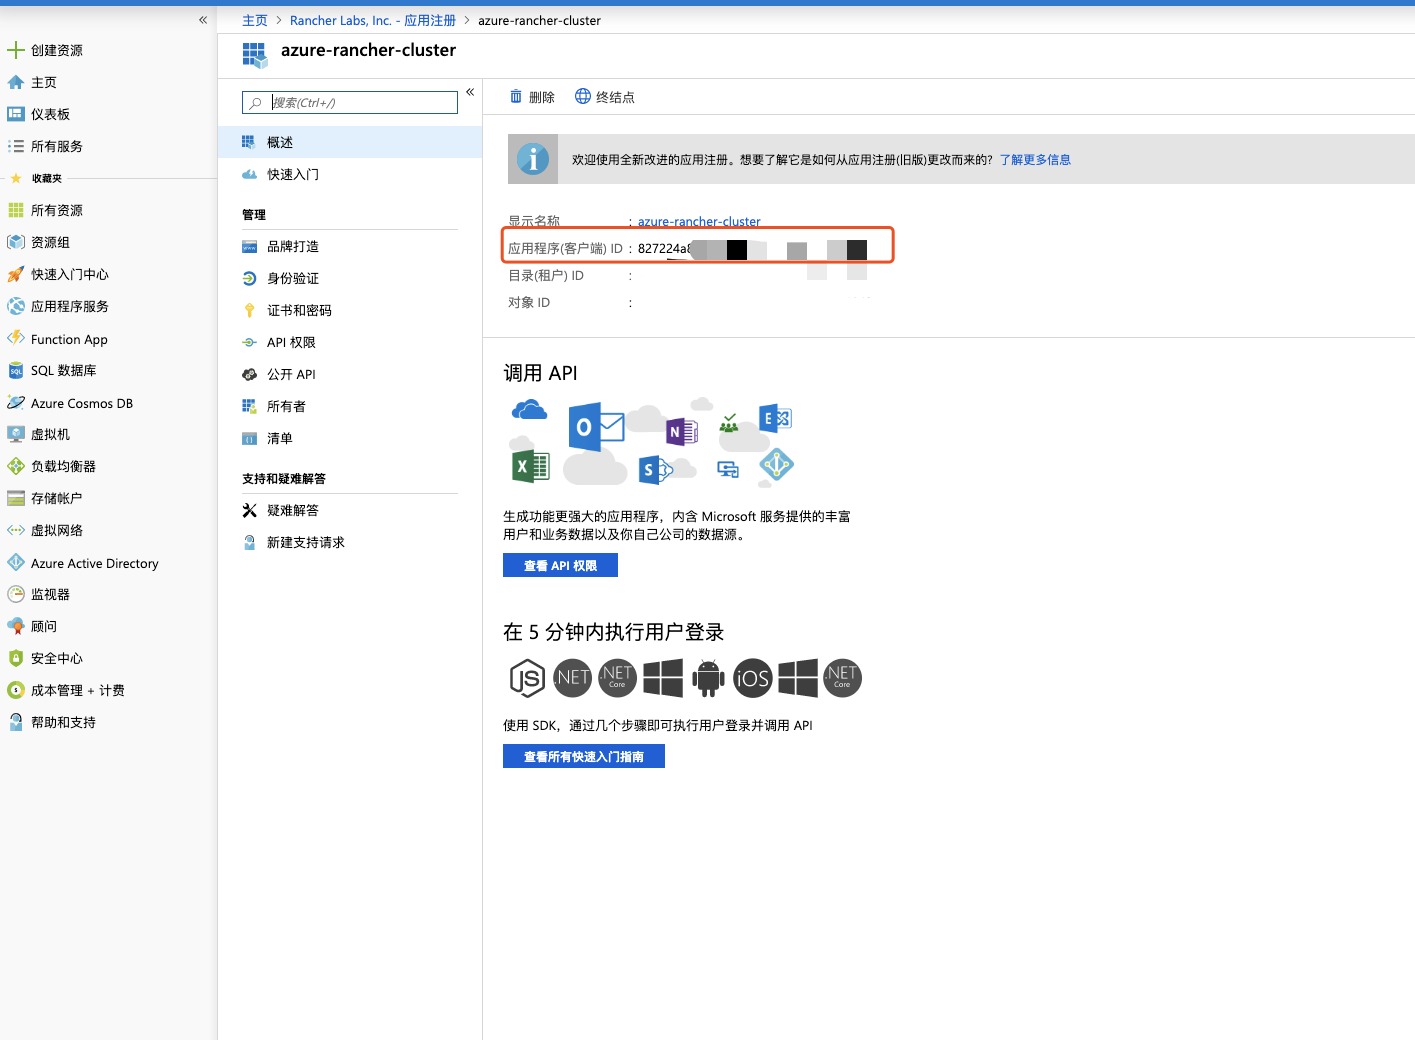 «
主页 > Rancher Labs, Inc. - 应用注册 > azure-rancher-cluster
azure-rancher-cluster
创建资源
主页
仪表板
所有服务
收藏夹
所有资源
资源组
快速入门中心
应用程序服务
Function App
SQL 数据库
Azure Cosmos DB
虚拟机
负载均衡器
存储帐户
虚拟网络
Azure Active Directory
监视器
顾问
安全中心
成本管理 + 计费
帮助和支持
搜索(Ctrl+/)
«
概述
快速入门
管理
品牌打造
身份验证
证书和密码
API 权限
公开 API
所有者
清单
支持和疑难解答
疑难解答
新建支持请求
删除 终结点
欢迎使用全新改进的应用注册。想要了解它是如何从应用注册(旧版)更改而来的? 了解更多信息
显示名称 : azure-rancher-cluster
应用程序(客户端) ID : 827224a8
目录(租户) ID :
对象 ID :
调用 API
生成功能更强大的应用程序，内含 Microsoft 服务提供的丰富
用户和业务数据以及你自己公司的数据源。
查看 API 权限
在 5 分钟内执行用户登录
JS .NET .NET Core iOS .NET Core
使用 SDK，通过几个步骤即可执行用户登录并调用 API
查看所有快速入门指南